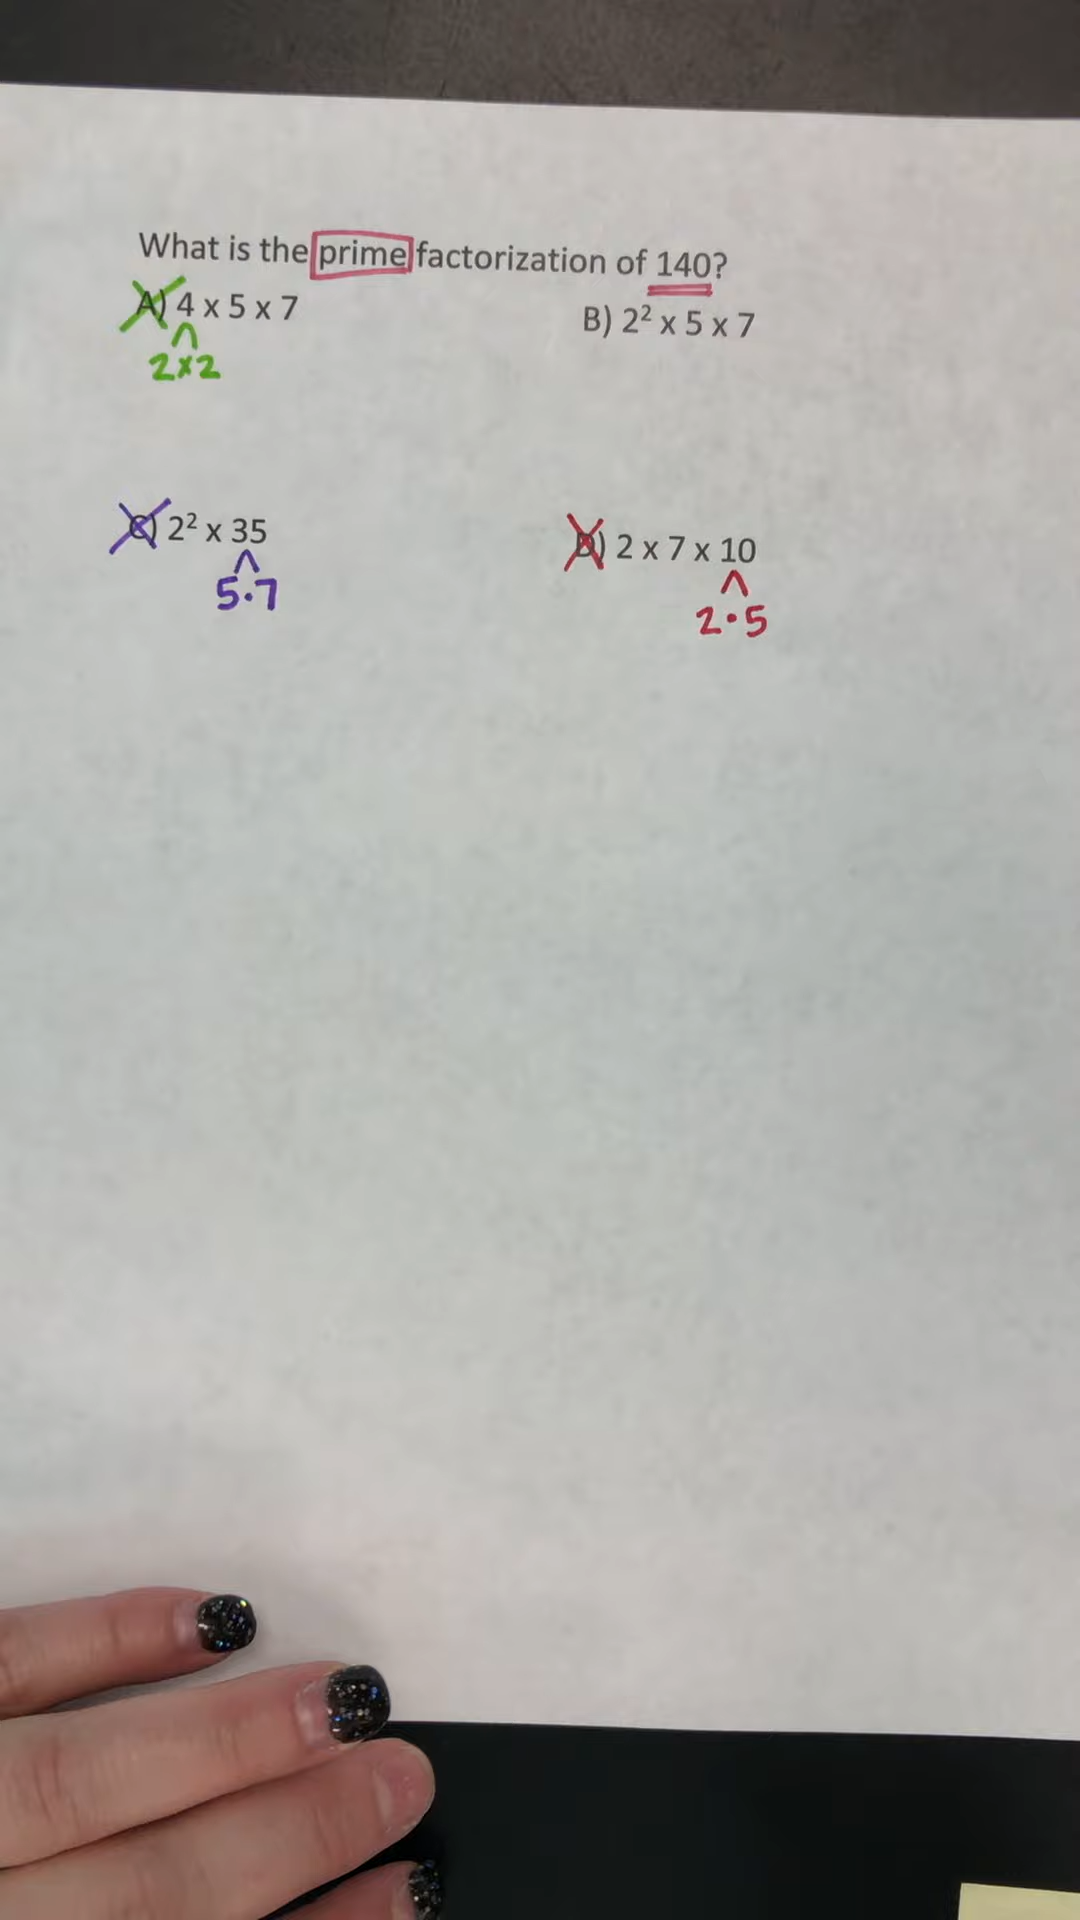 What is the prime factorization of 140?
A) 4 x 5 x 7
2x2
B) 2² x 5 x 7
C) 2² x 35
5·7
D) 2 x 7 x 10
2·5